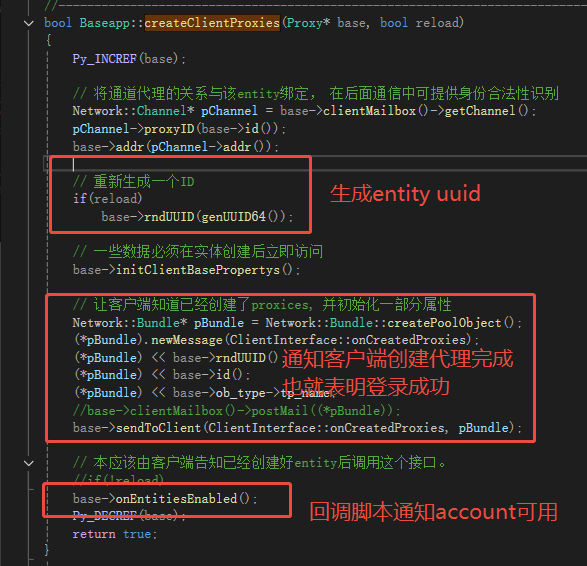 //------------------------------------------------------------
bool Baseapp::createClientProxies(Proxy* base, bool reload)
{
Py_INCREF(base);
// 将通道代理的关系与该entity绑定， 在后面通信中可提供身份合法性识别
Network::Channel* pChannel = base->clientMailbox()->getChannel();
pChannel->proxyID(base->id());
base->addr(pChannel->addr());
// 重新生成一个ID
if(reload)
base->rndUUID(genUUID64());
生成entity uuid
// 一些数据必须在实体创建后立即访问
base->initClientBasePropertys();
// 让客户端知道已经创建了proxices, 并初始化一部分属性
Network::Bundle* pBundle = Network::Bundle::createPoolObject();
(*pBundle).newMessage(ClientInterface::onCreatedProxies);
(*pBundle) << base->rndUUID()
通知客户端创建代理完成
(*pBundle) << base->id();
(*pBundle) << base->ob_type->tp_name
也就表明登录成功
//base->clientMailbox()->postMail((*pBundle));
base->sendToClient(ClientInterface::onCreatedProxies, pBundle);
// 本应该由客户端告知已经创建好entity后调用这个接口。
//if(!reload)
base->onEntitiesEnabled();
回调脚本通知account可用
Py_DECREF(base);
return true;
}